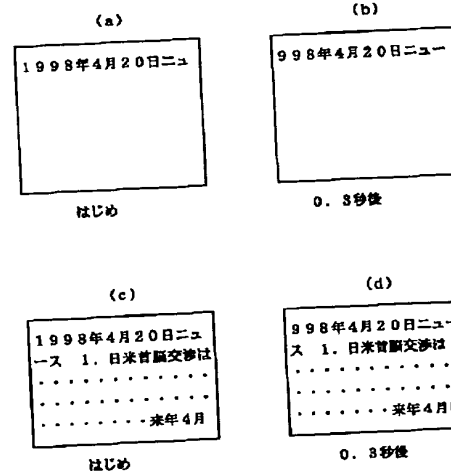 (a)
1998年4月20日ニュ
はじめ
(b)
998年4月20日ニュー
0.3秒後
(c)
1998年4月20日ニュ
ース 1.日米首脳交渉は
・・・・・・・・・・・・
・・・・・・・・・・・・
・・・・・・・・来年4月
はじめ
(d)
998年4月20日ニュー
ス 1.日米首脳交渉は
・・・・・・・・・・・
・・・・・・・・・・・
・・・・・・・来年4月
0.3秒後